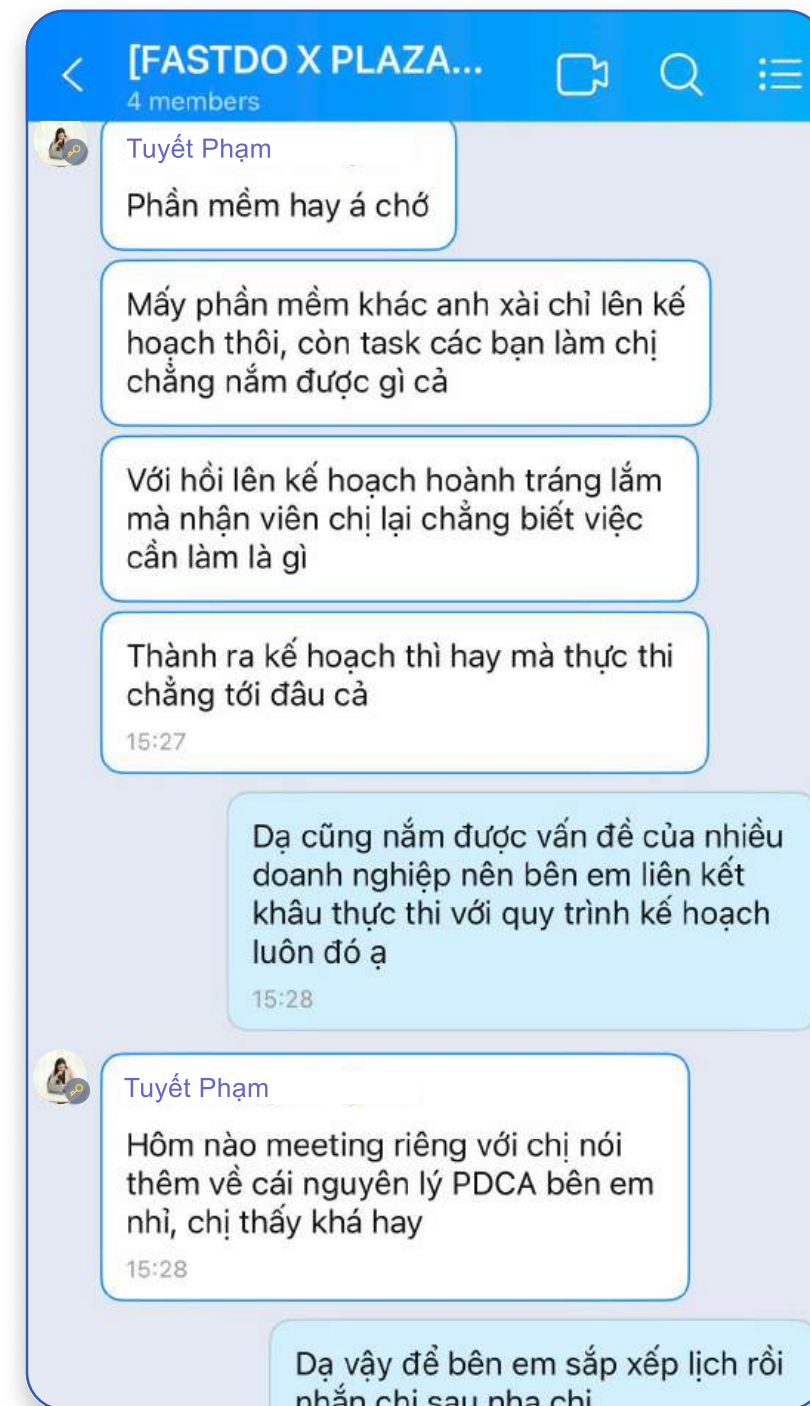 [FASTDO X PLAZA...
4 members
Tuyết Phạm
Phần mềm hay á chớ
Mấy phần mềm khác anh xài chỉ lên kế
hoạch thôi, còn task các bạn làm chị
chẳng nắm được gì cả
Với hồi lên kế hoạch hoành tráng lắm
mà nhận viên chị lại chẳng biết việc
cần làm là gì
Thành ra kế hoạch thì hay mà thực thi
chẳng tới đâu cả
15:27
Dạ cũng nắm được vấn đề của nhiều
doanh nghiệp nên bên em liên kết
khâu thực thi với quy trình kế hoạch
luôn đó ạ
15:28
Tuyết Phạm
Hôm nào meeting riêng với chị nói
thêm về cái nguyên lý PDCA bên em
nhỉ, chị thấy khá hay
15:28
Dạ vậy để bên em sắp xếp lịch rồi
nhắn chị sau nha chị